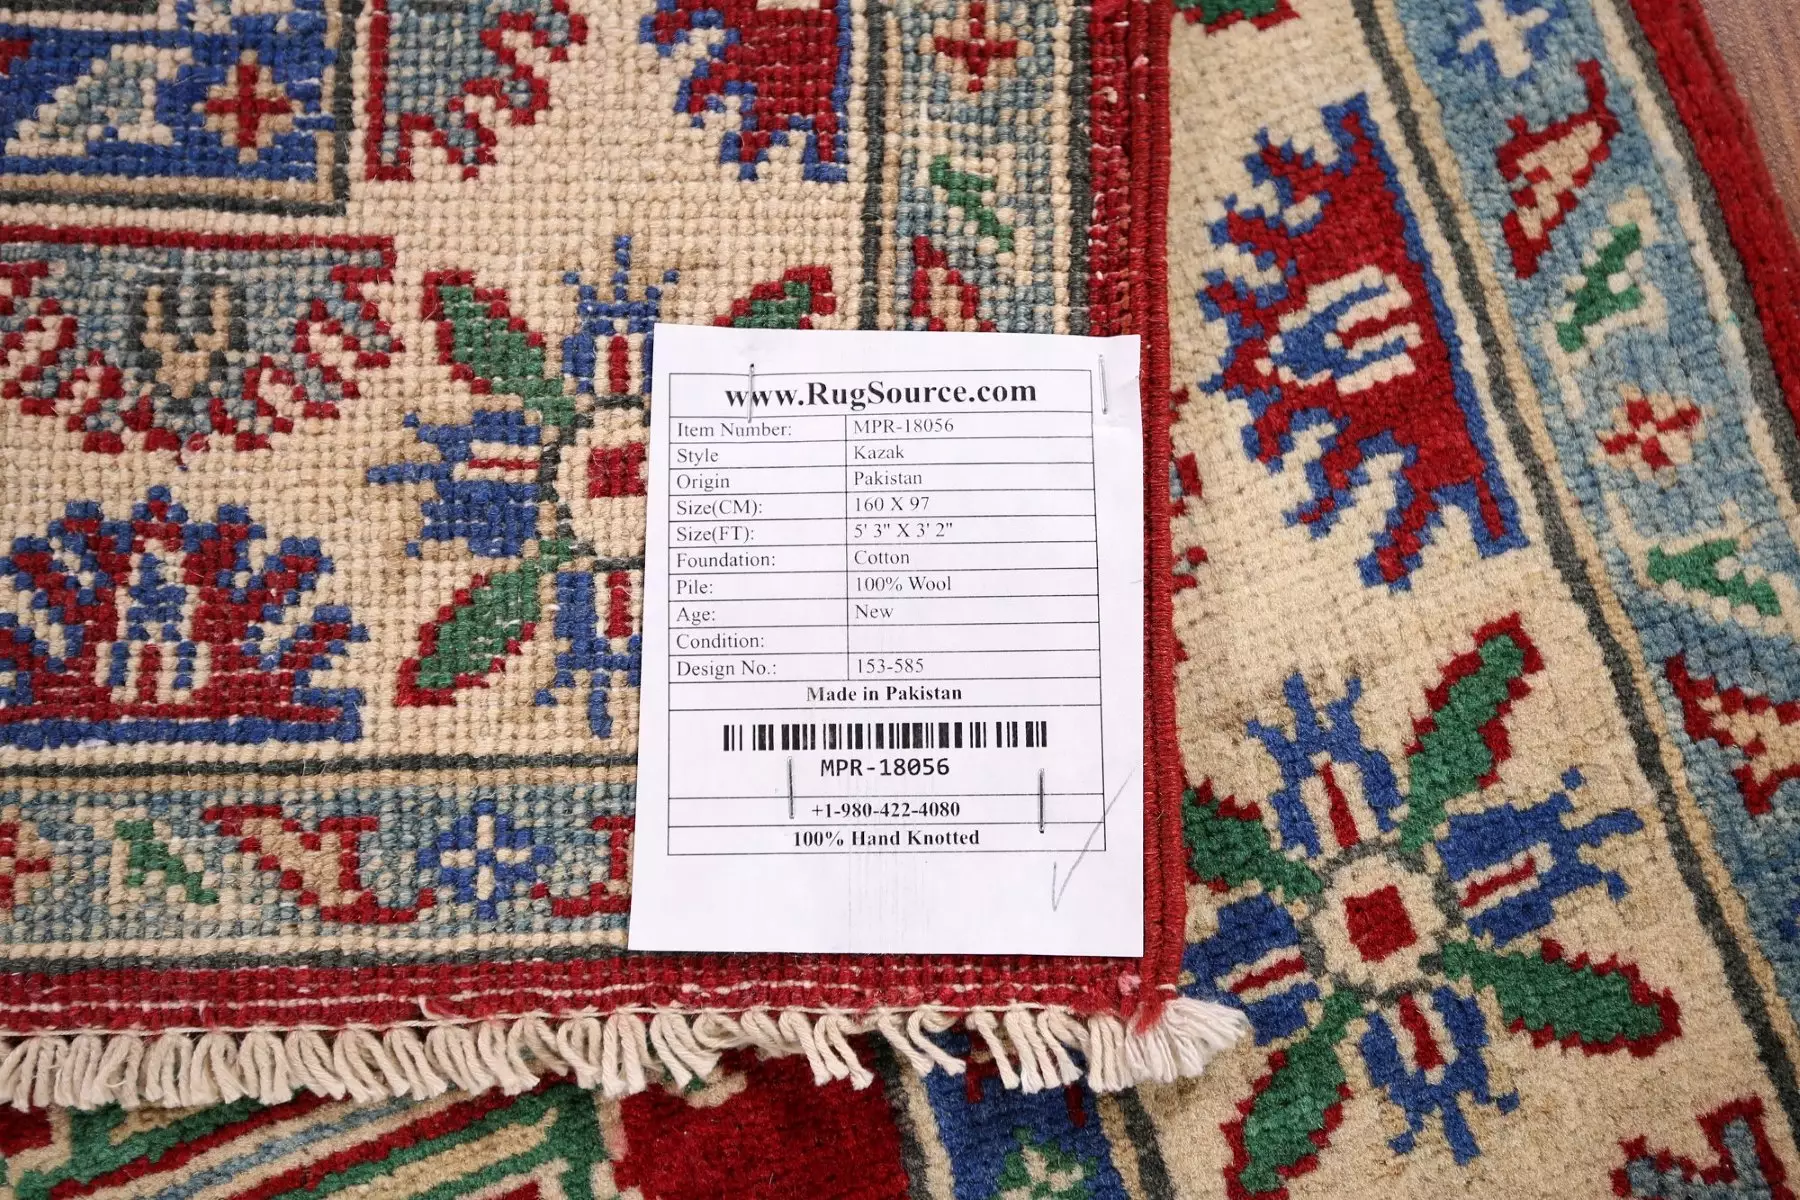 www.RugSource.com
Item Number: MPR-18056
Style Kazak
Origin Pakistan
Size(CM): 160 X 97
Size(FT): 5' 3" X 3' 2"
Foundation: Cotton
Pile: 100% Wool
Age: New
Condition:
Design No.: 153-585
Made in Pakistan
MPR-18056
+1-980-422-4080
100% Hand Knotted